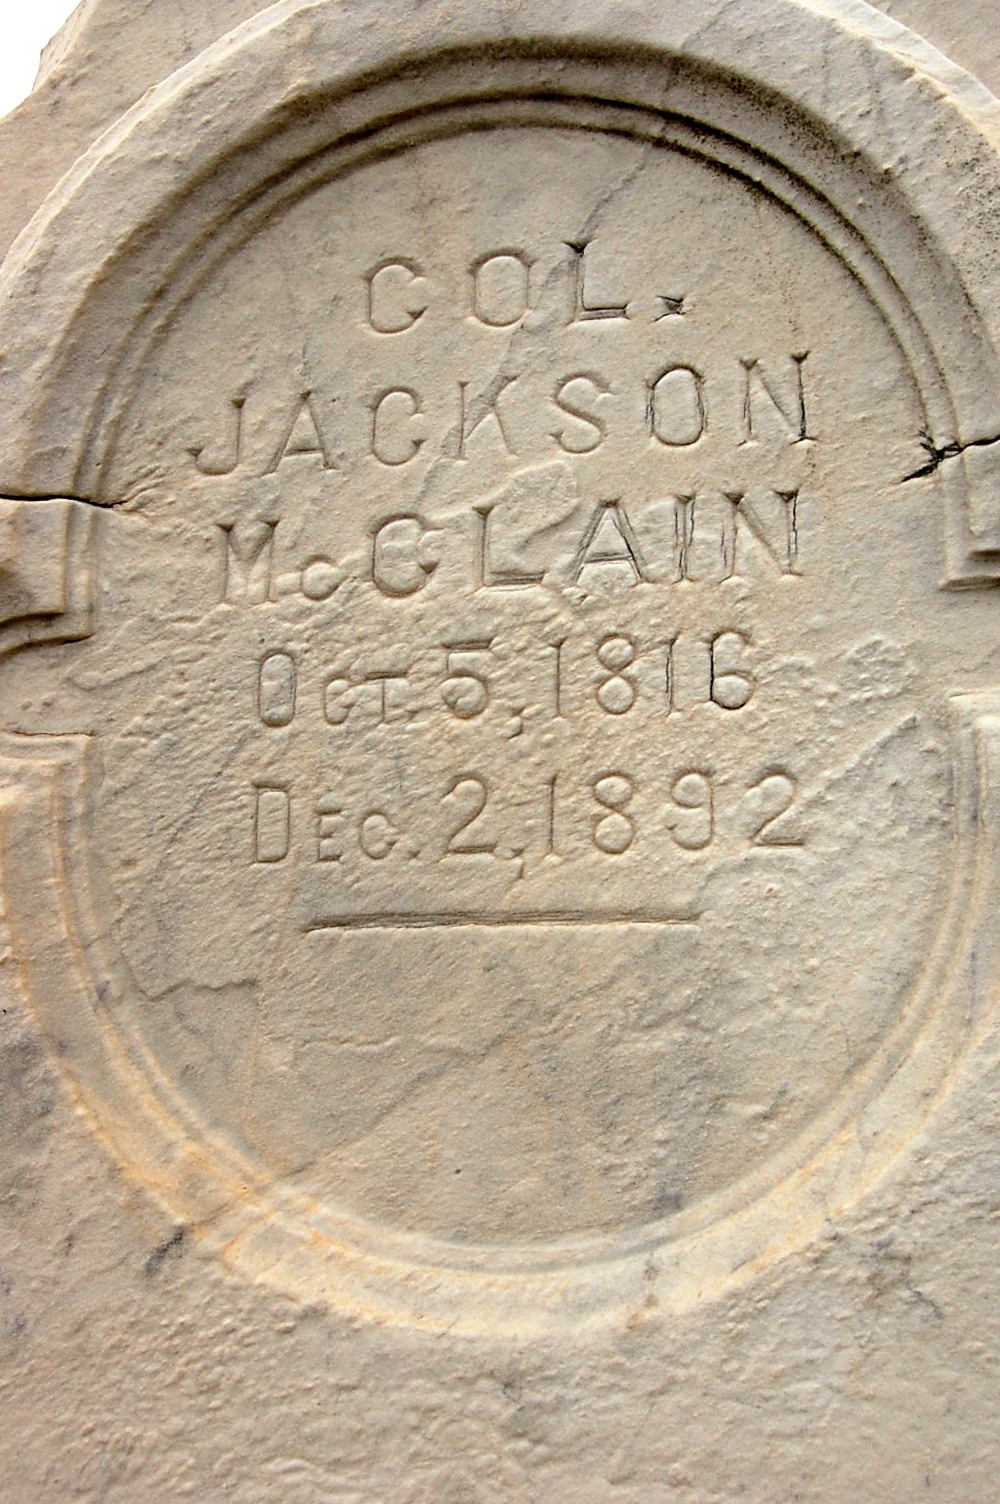 COL.
JACKSON
McCLAIN
OCT 5, 1816
DEC. 2, 1892